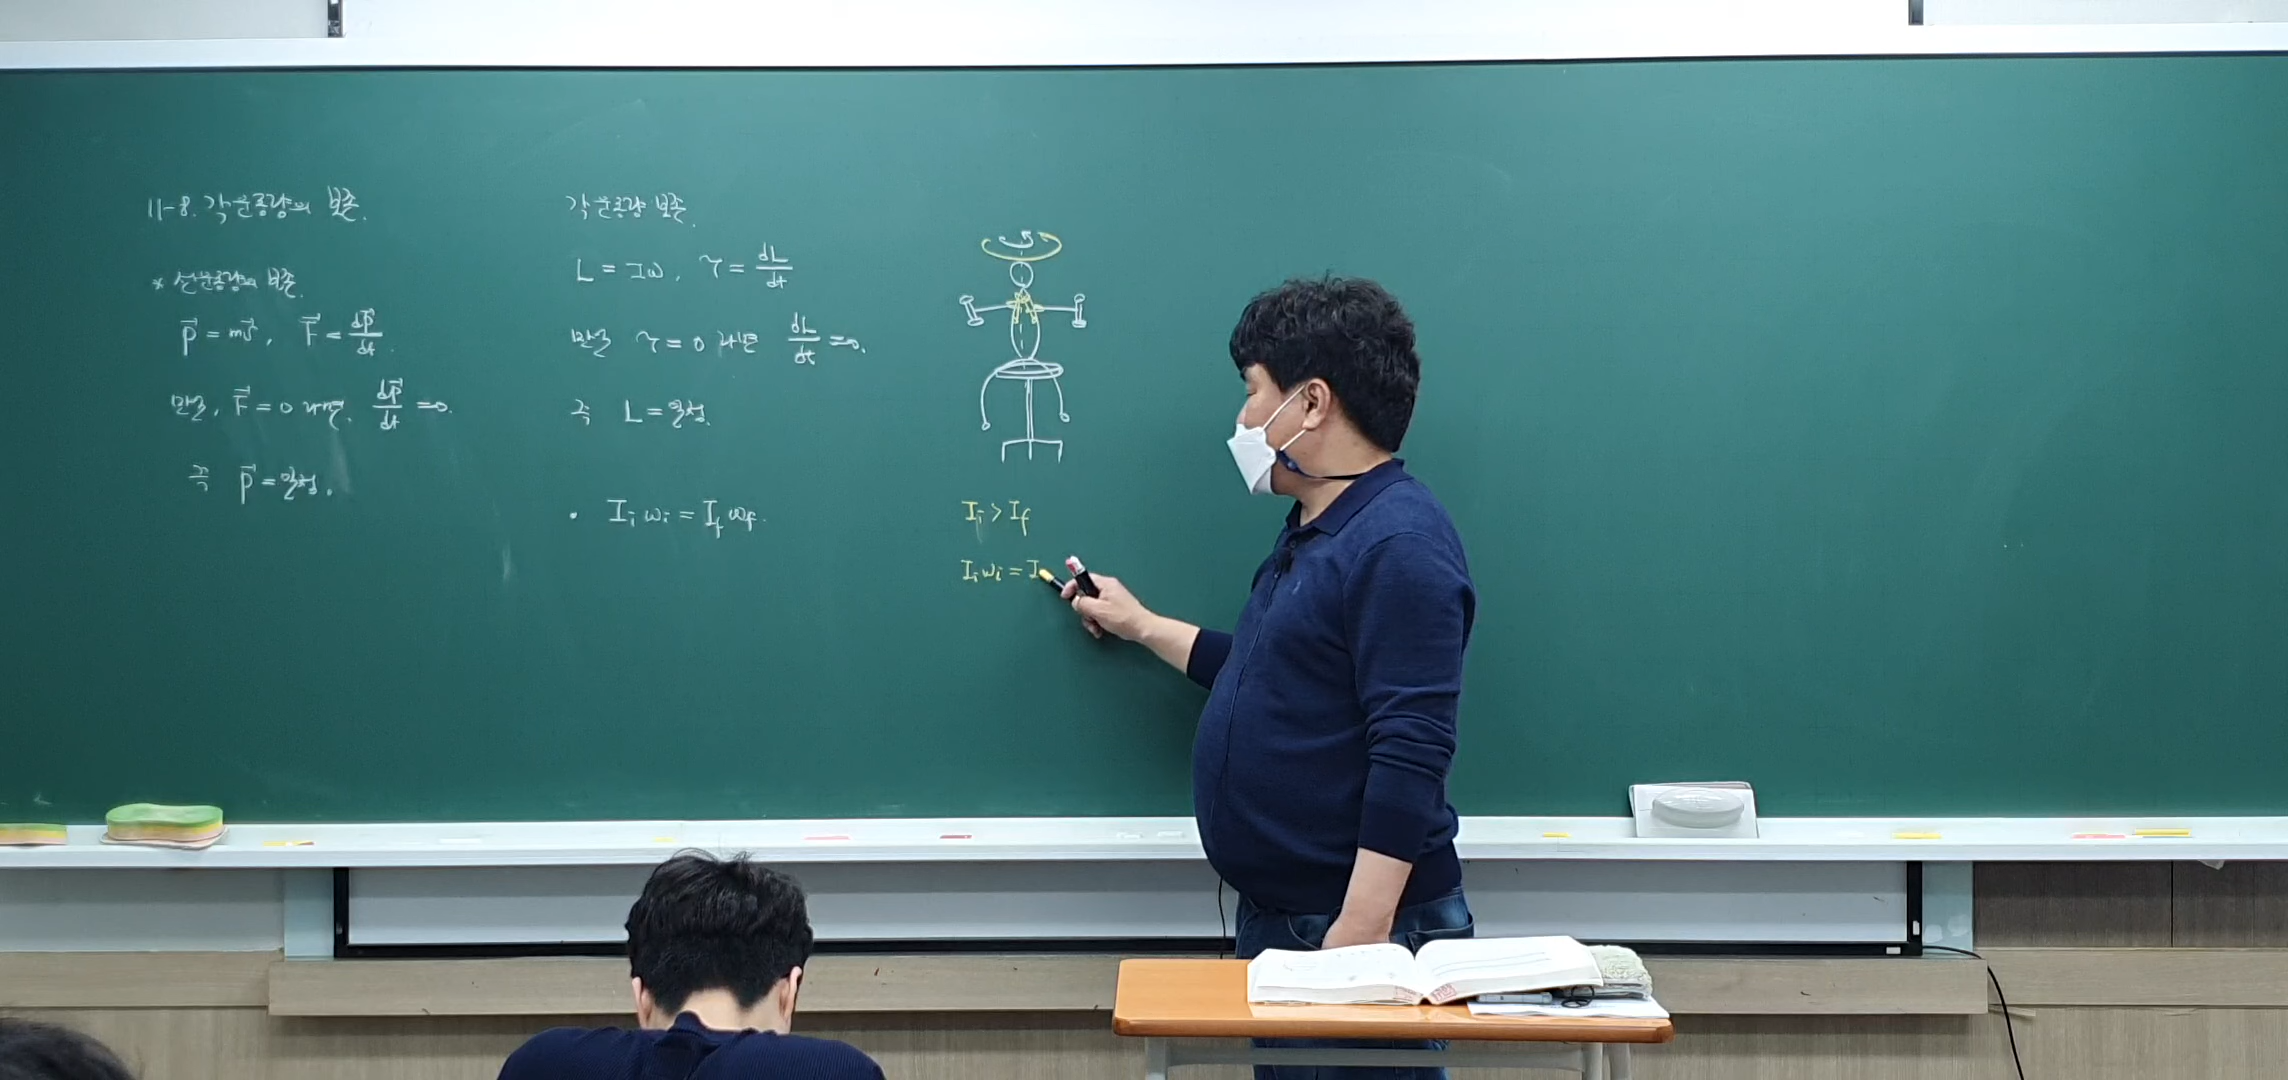 11-8. 각운동량의 보존.
* 선운동량의 보존.
p⃗ = mv⃗, F⃗ = dp⃗/dt.
만일, F⃗ = 0 라면, dp⃗/dt = 0.
즉 p⃗ = 일정.
각운동량 보존.
L = Iω, τ = dL/dt
만일 τ = 0 라면 dL/dt = 0.
즉 L = 일정.
· Iᵢ ωᵢ = I_f ω_f.
Iᵢ > I_f
Iᵢ ωᵢ = I